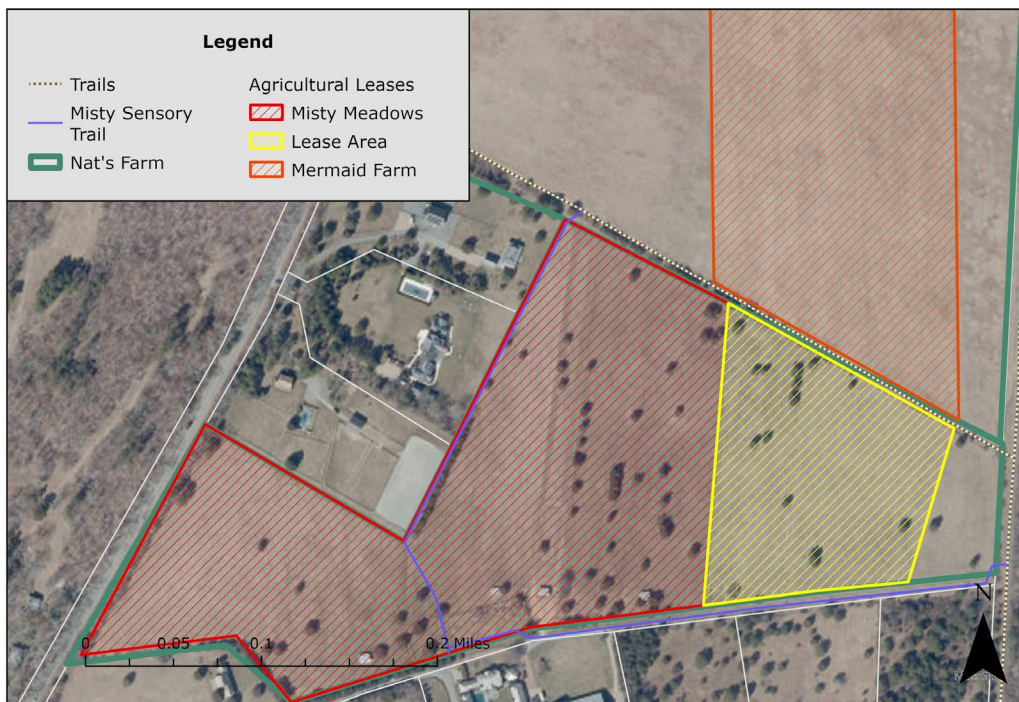 Legend
Trails
Misty Sensory
Trail
Nat's Farm
Agricultural Leases
Misty Meadows
Lease Area
Mermaid Farm
0 0.05 0.1 0.2 Miles
N